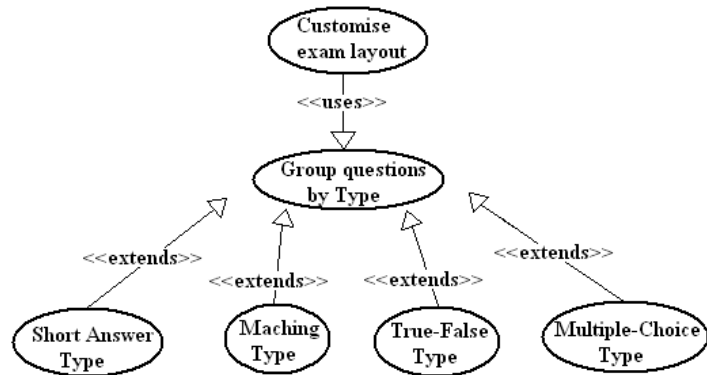 Customise
exam layout
<<uses>>
Group questions
by Type
<<extends>>
<<extends>>
<<extends>>
<<extends>>
Short Answer
Type
Maching
Type
True-False
Type
Multiple-Choice
Type